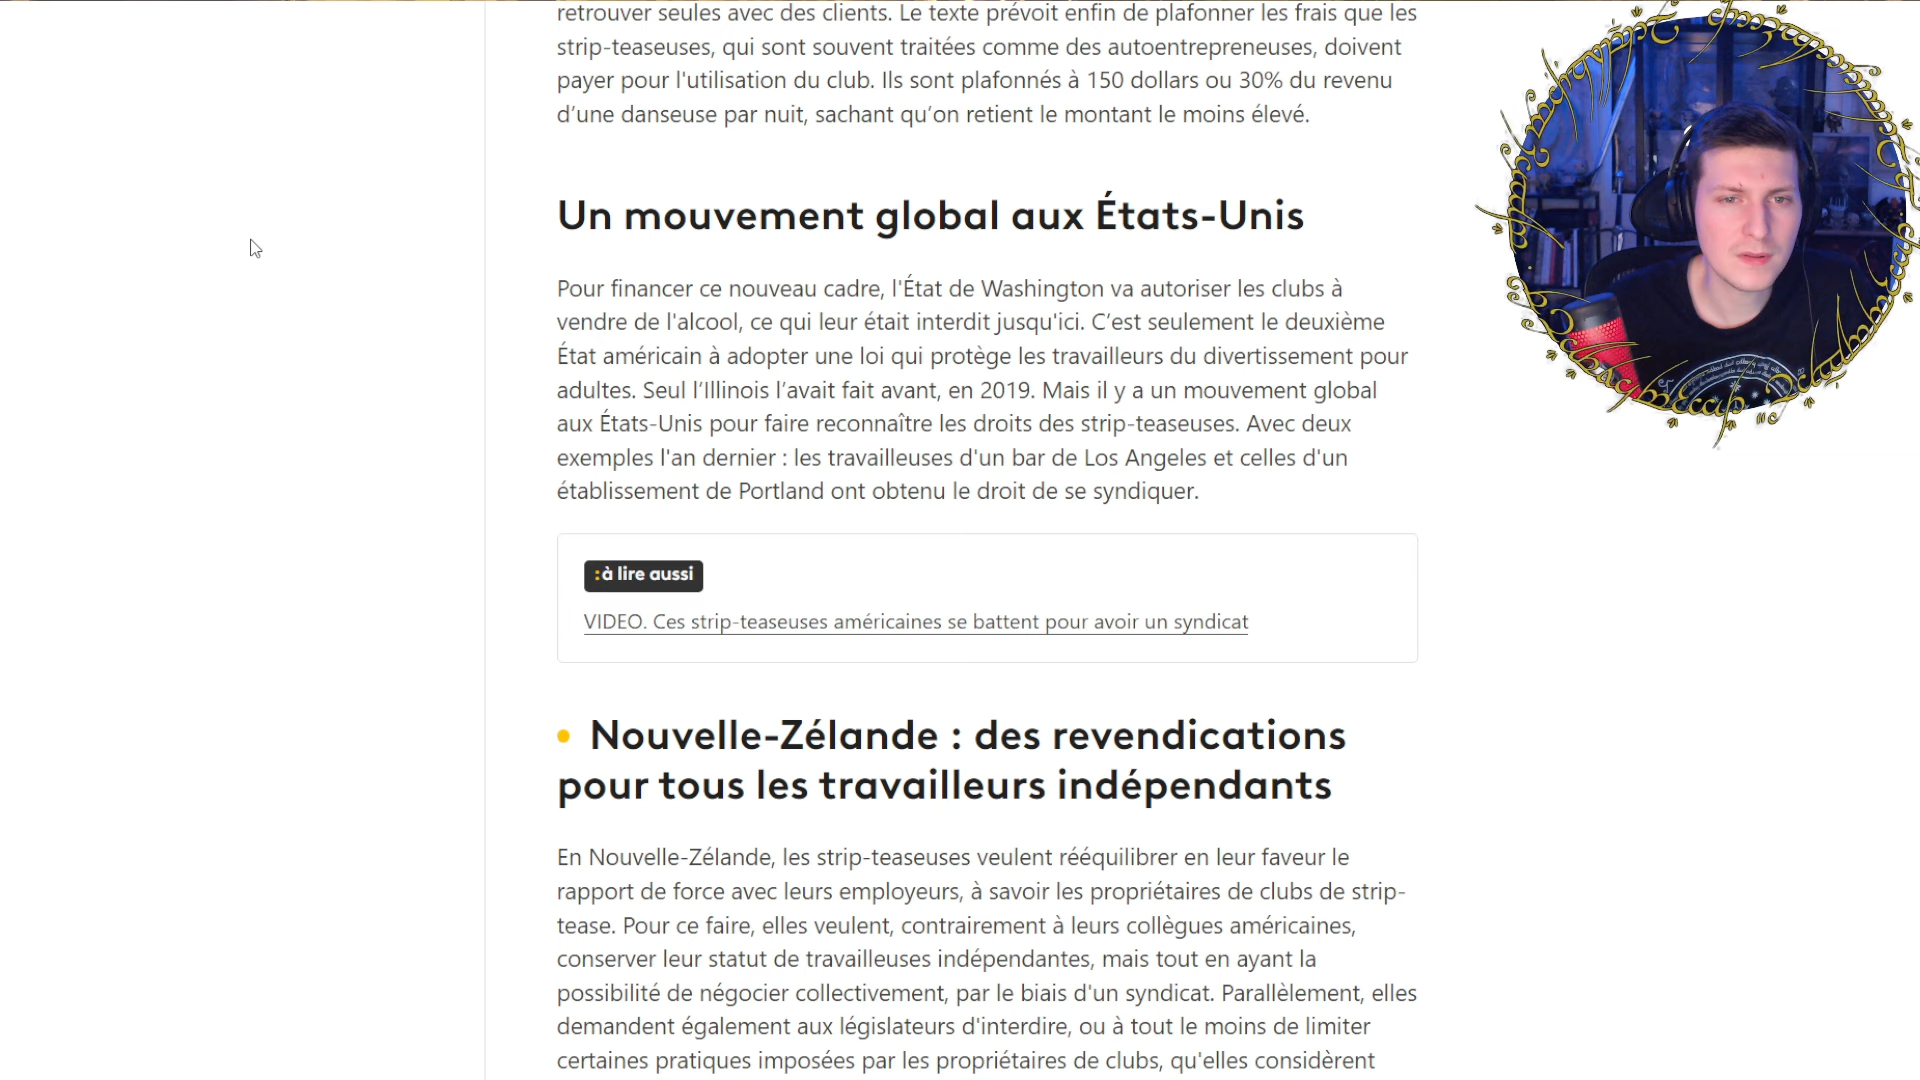 retrouver seules avec des clients. Le texte prévoit enfin de plafonner les frais que les
strip-teaseuses, qui sont souvent traitées comme des autoentrepreneuses, doivent
payer pour l'utilisation du club. Ils sont plafonnés à 150 dollars ou 30% du revenu
d’une danseuse par nuit, sachant qu’on retient le montant le moins élevé.
Un mouvement global aux États-Unis
Pour financer ce nouveau cadre, l'État de Washington va autoriser les clubs à
vendre de l'alcool, ce qui leur était interdit jusqu'ici. C’est seulement le deuxième
État américain à adopter une loi qui protège les travailleurs du divertissement pour
adultes. Seul l’Illinois l’avait fait avant, en 2019. Mais il y a un mouvement global
aux États-Unis pour faire reconnaître les droits des strip-teaseuses. Avec deux
exemples l'an dernier : les travailleuses d'un bar de Los Angeles et celles d'un
établissement de Portland ont obtenu le droit de se syndiquer.
:à lire aussi
VIDEO. Ces strip-teaseuses américaines se battent pour avoir un syndicat
• Nouvelle-Zélande : des revendications
pour tous les travailleurs indépendants
En Nouvelle-Zélande, les strip-teaseuses veulent rééquilibrer en leur faveur le
rapport de force avec leurs employeurs, à savoir les propriétaires de clubs de strip-
tease. Pour ce faire, elles veulent, contrairement à leurs collègues américaines,
conserver leur statut de travailleuses indépendantes, mais tout en ayant la
possibilité de négocier collectivement, par le biais d'un syndicat. Parallèlement, elles
demandent également aux législateurs d'interdire, ou à tout le moins de limiter
certaines pratiques imposées par les propriétaires de clubs, qu'elles considèrent